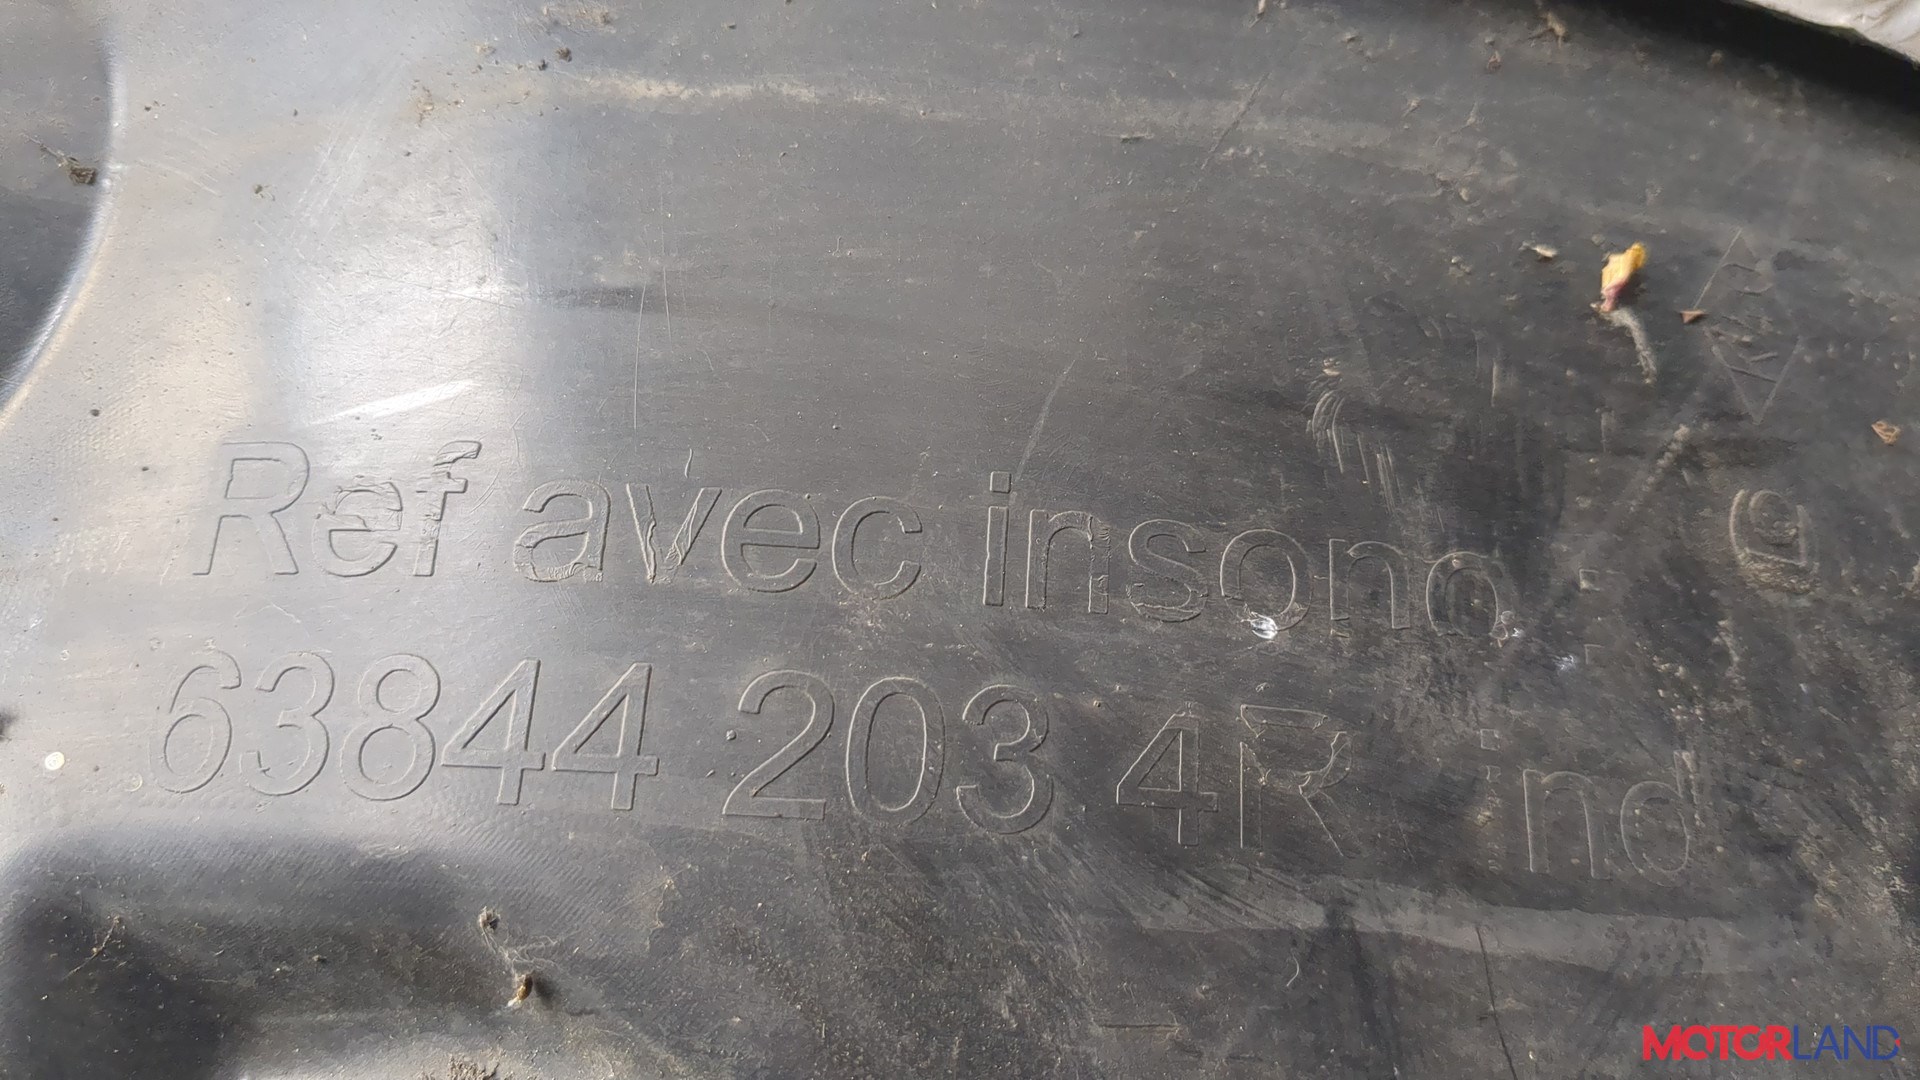 Ref avec insono :
63844 203 4R ind
MOTORLAND